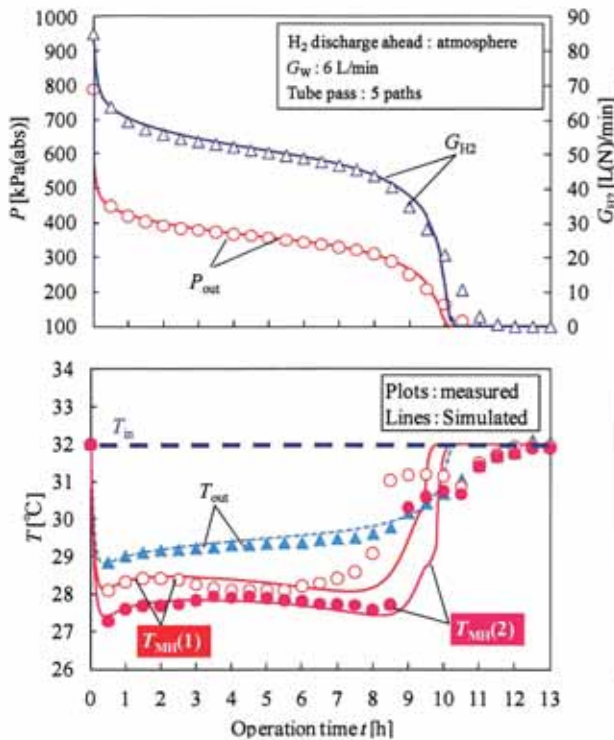 1000
900
800
700
600
500
400
300
200
100
P [kPa(abs)]
H2 discharge ahead : atmosphere
GW : 6 L/min
Tube pass : 5 paths
GH2
Pout
90
80
70
60
50
40
30
20
10
0
GH2 [L(N)/min]
34
33
32
31
30
29
28
27
26
T [℃]
Plots : measured
Lines : Simulated
Tin
Tout
TMH(1)
TMH(2)
0 1 2 3 4 5 6 7 8 9 10 11 12 13
Operation time t [h]